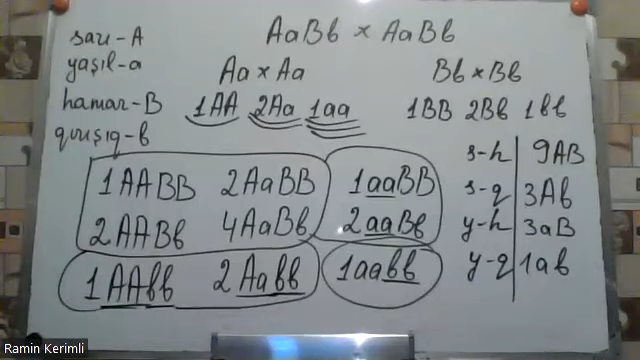 AaBb × AaBb
sarı-A
yaşıl-a
hamar-B
qırışıq-b
Aa×Aa
Bb×Bb
1AA 2Aa 1aa
1BB 2Bb 1bb
1AABB 2AaBB 1aaBB
2AABb 4AaBb 2aaBb
1AAbb 2Aabb 1aabb
s-h 9AB
s-q 3Ab
y-h 3aB
y-q 1ab
Ramin Kerimli